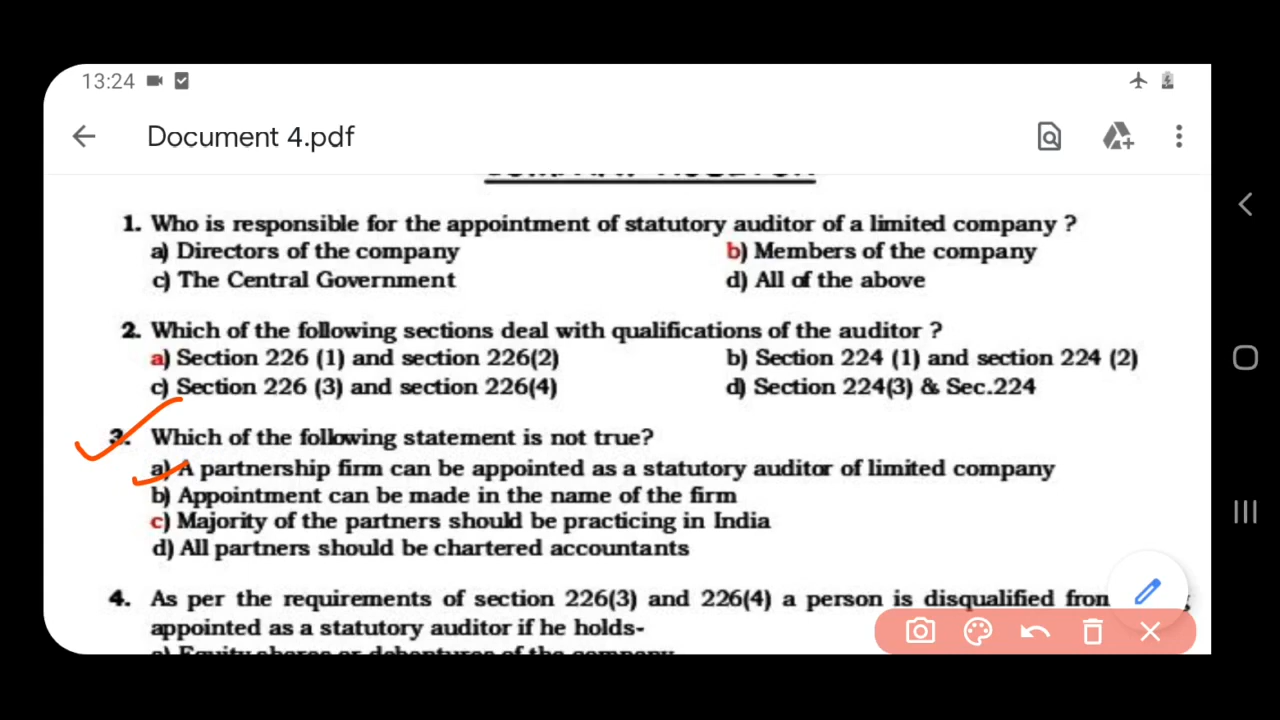 13:24
Document 4.pdf
1. Who is responsible for the appointment of statutory auditor of a limited company ?
a) Directors of the company b) Members of the company
c) The Central Government d) All of the above
2. Which of the following sections deal with qualifications of the auditor ?
a) Section 226 (1) and section 226(2) b) Section 224 (1) and section 224 (2)
c) Section 226 (3) and section 226(4) d) Section 224(3) & Sec.224
3. Which of the following statement is not true?
a) A partnership firm can be appointed as a statutory auditor of limited company
b) Appointment can be made in the name of the firm
c) Majority of the partners should be practicing in India
d) All partners should be chartered accountants
4. As per the requirements of section 226(3) and 226(4) a person is disqualified from
appointed as a statutory auditor if he holds-
a) Equity shares or debentures of the company